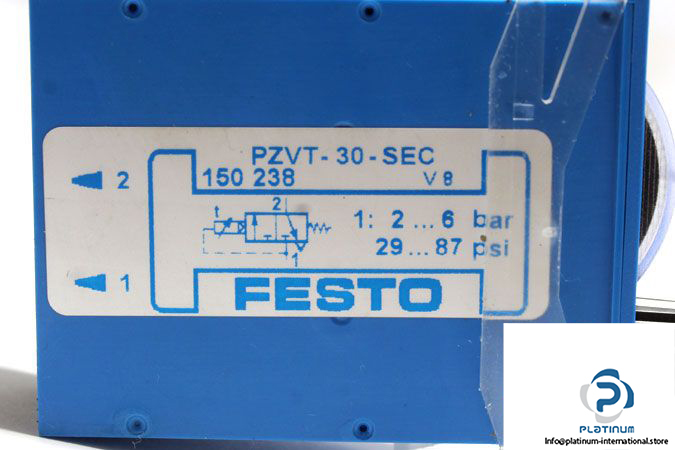 PZVT-30-SEC
150 238 V8
2
2
t
1: 2 ... 6 bar
29 ... 87 psi
1
1
FESTO
P
PLATINUM
Info@platinum-international.store